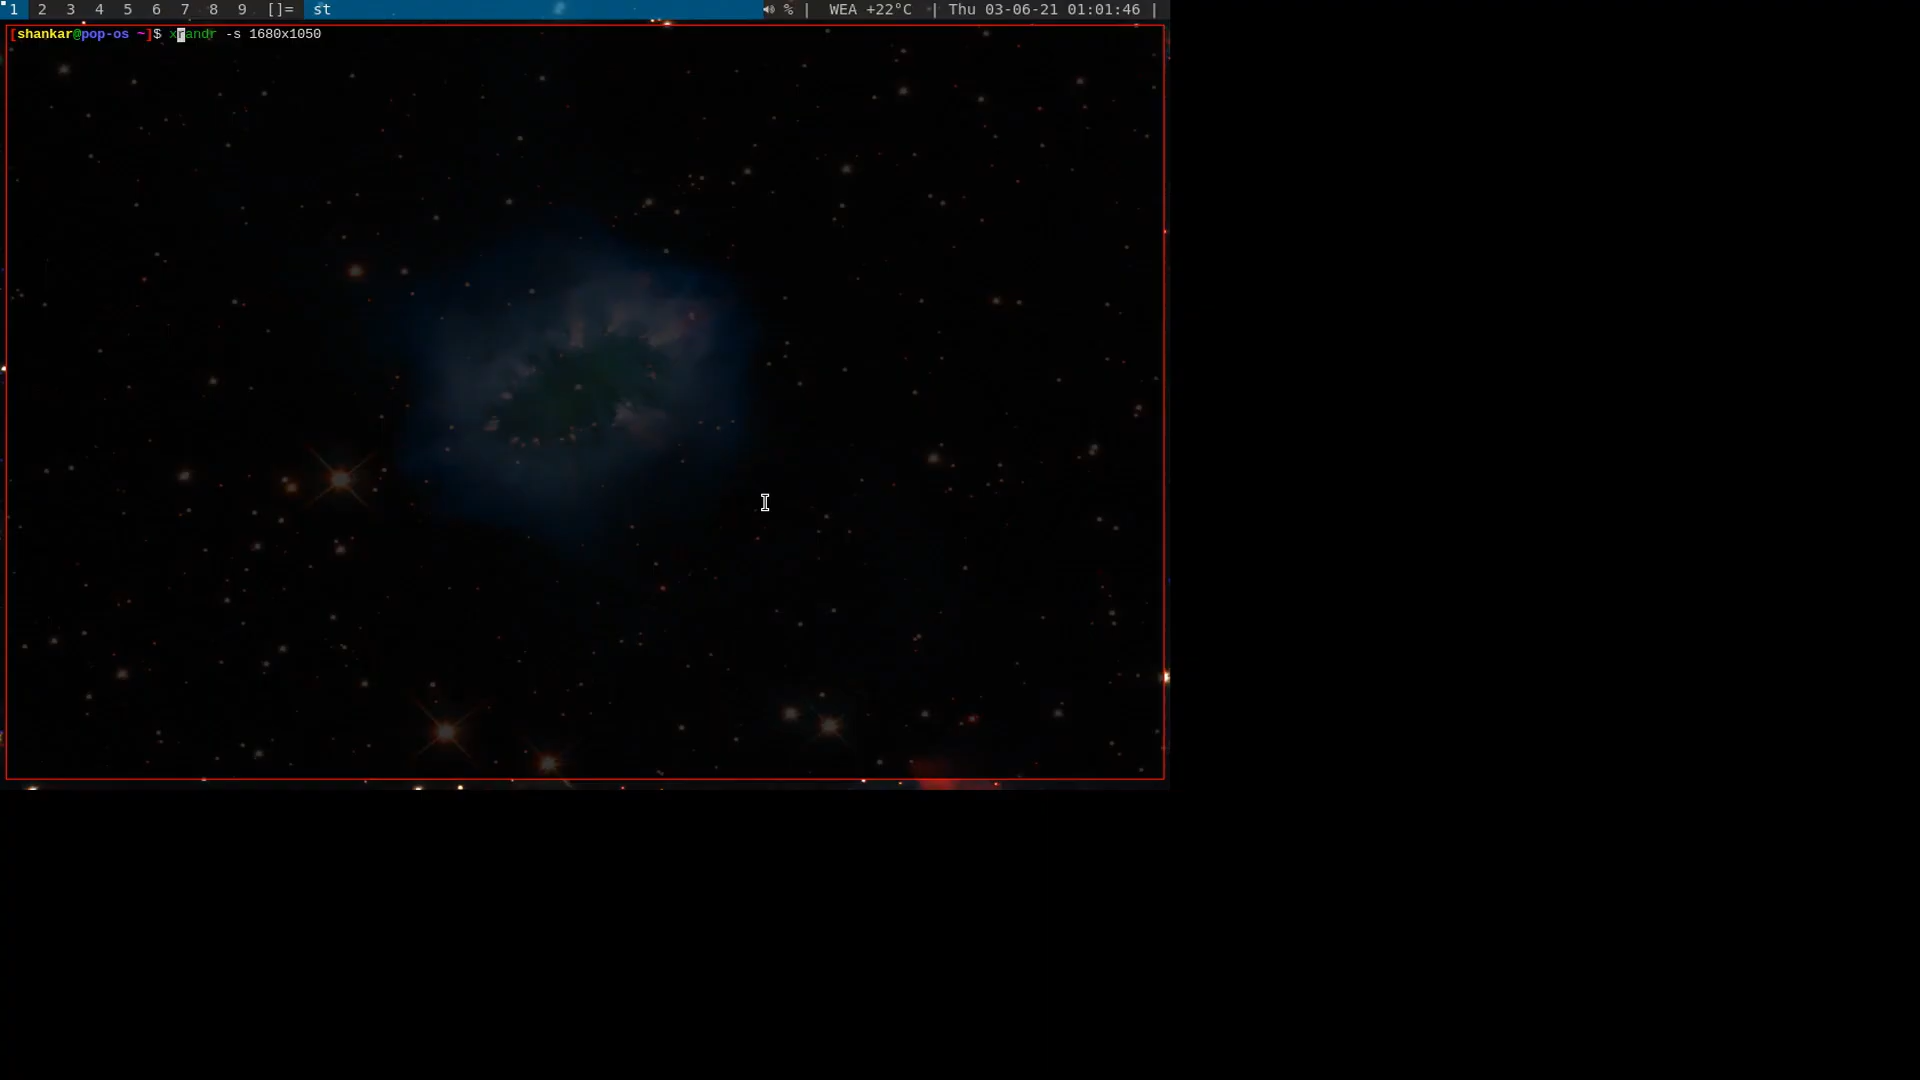 1 2 3 4 5 6 7 8 9 []= st % | WEA +22°C | Thu 03-06-21 01:01:46 |
[shankar@pop-os ~]$ xrandr -s 1680x1050